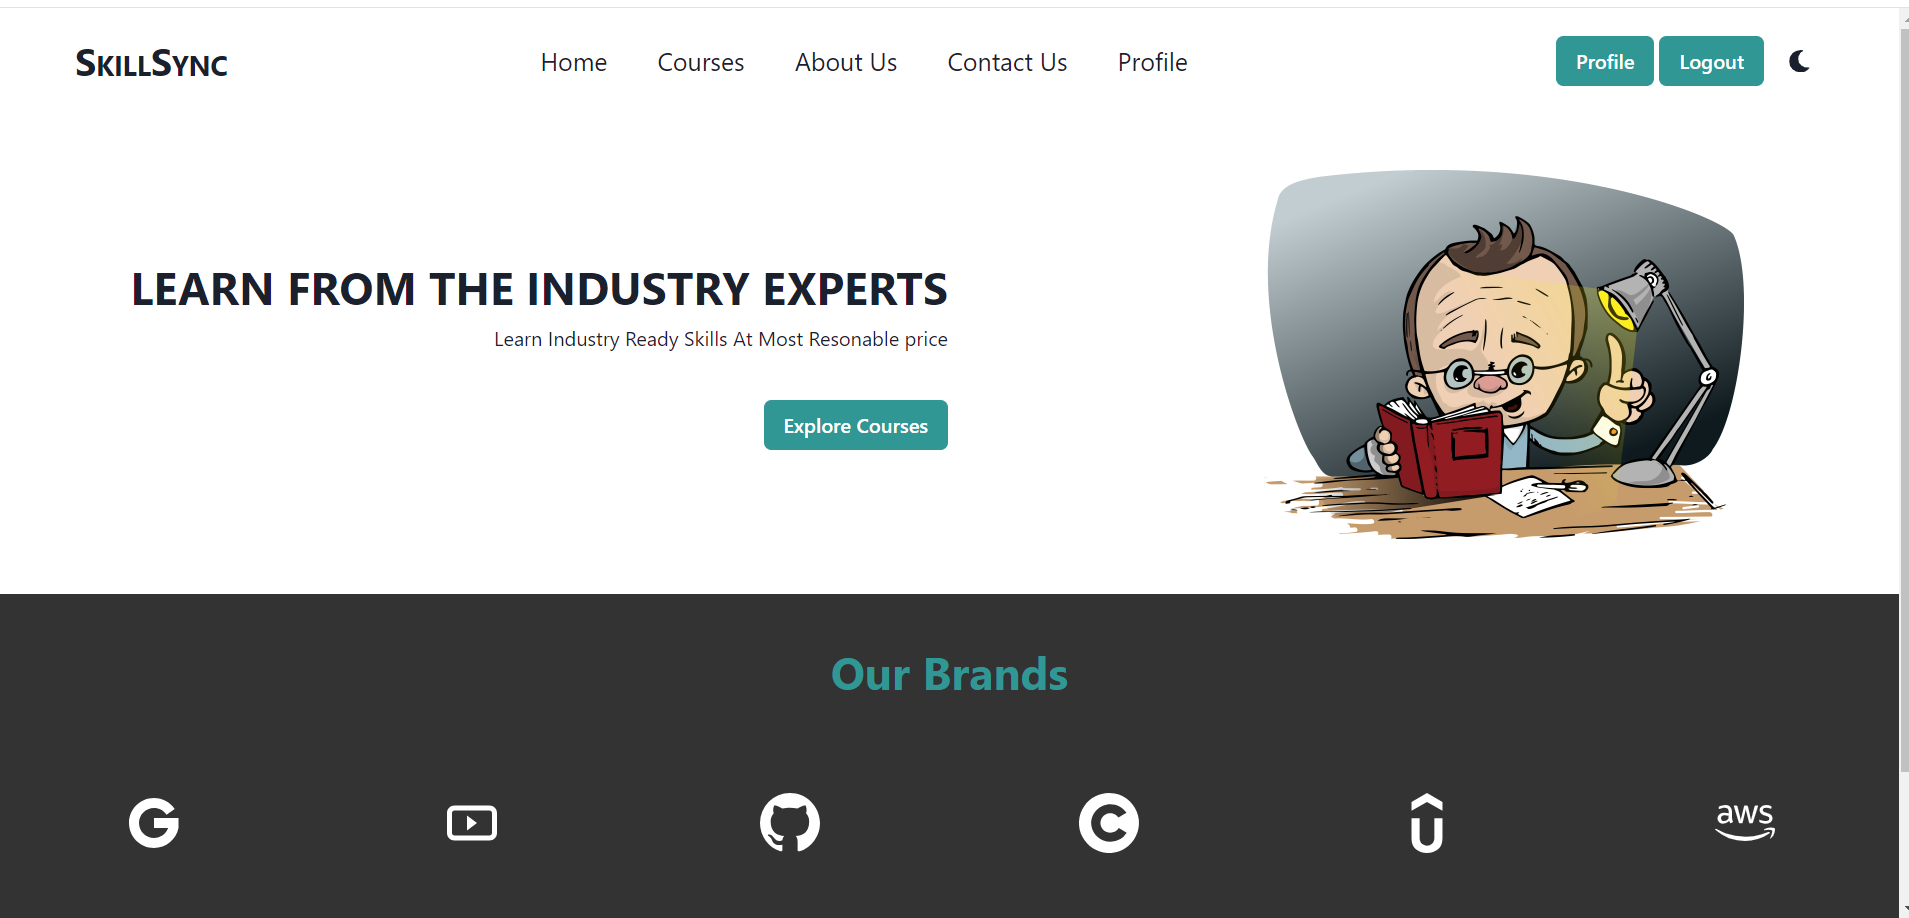 SkillSync
Home Courses About Us Contact Us Profile
Profile Logout
LEARN FROM THE INDUSTRY EXPERTS
Learn Industry Ready Skills At Most Resonable price
Explore Courses
Our Brands
aws